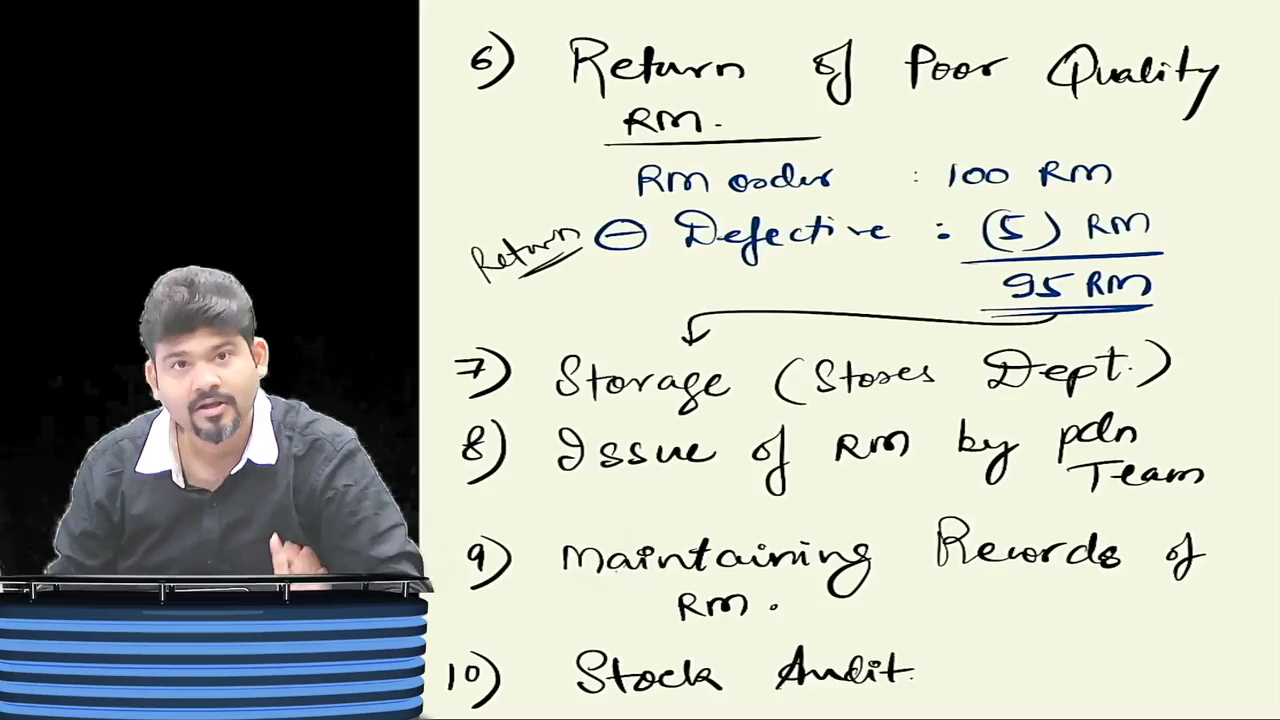 6) Return of Poor Quality
RM.
RM order : 100 RM
Return ⊖ Defective : (5) RM
95 RM
7) Storage (Stores Dept.)
8) Issue of RM by pdn
Team
9) Maintaining Records of
RM.
10) Stock Audit.